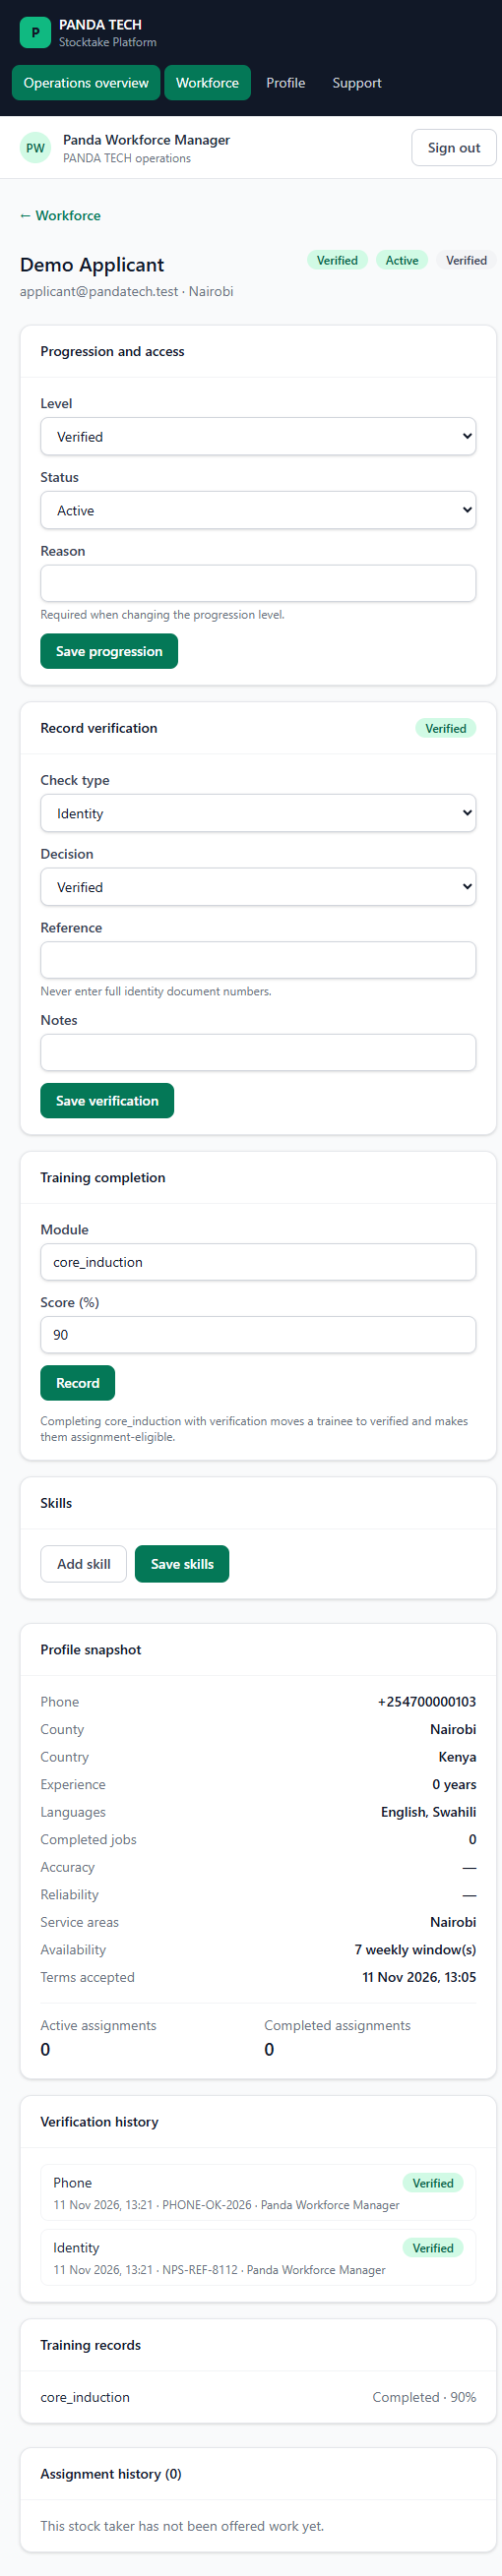 P
PANDA TECH
Stocktake Platform
Operations overview Workforce Profile Support
PW
Panda Workforce Manager
PANDA TECH operations
Sign out
← Workforce
Demo Applicant
Verified Active Verified
applicant@pandatech.test · Nairobi
Progression and access
Level
Verified
Status
Active
Reason
Required when changing the progression level.
Save progression
Record verification Verified
Check type
Identity
Decision
Verified
Reference
Never enter full identity document numbers.
Notes
Save verification
Training completion
Module
core_induction
Score (%)
90
Record
Completing core_induction with verification moves a trainee to verified and makes
them assignment-eligible.
Skills
Add skill Save skills
Profile snapshot
Phone +254700000103
County Nairobi
Country Kenya
Experience 0 years
Languages English, Swahili
Completed jobs 0
Accuracy —
Reliability —
Service areas Nairobi
Availability 7 weekly window(s)
Terms accepted 11 Nov 2026, 13:05
Active assignments Completed assignments
0 0
Verification history
Phone Verified
11 Nov 2026, 13:21 · PHONE-OK-2026 · Panda Workforce Manager
Identity Verified
11 Nov 2026, 13:21 · NPS-REF-8112 · Panda Workforce Manager
Training records
core_induction Completed · 90%
Assignment history (0)
This stock taker has not been offered work yet.